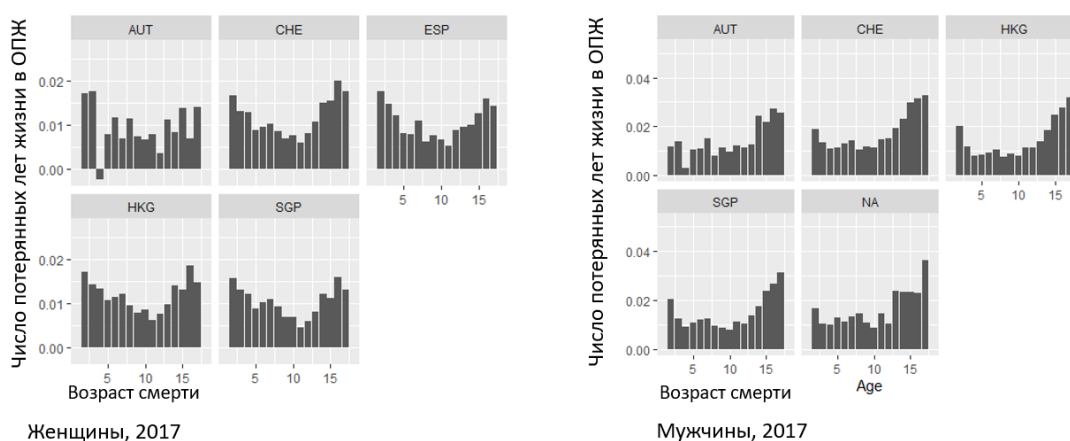 Число потерянных лет жизни в ОПЖ
AUT CHE ESP
0.02
0.01
0.00
5 10 15
HKG SGP
0.02
0.01
0.00
5 10 15 5 10 15
Возраст смерти
Женщины, 2017
Число потерянных лет жизни в ОПЖ
AUT CHE HKG
0.04
0.02
0.00
5 10 15
SGP NA
0.04
0.02
0.00
5 10 15 5 10 15
Возраст смерти Age
Мужчины, 2017